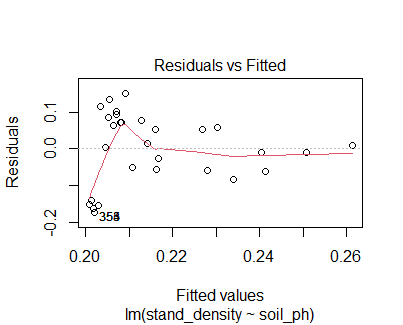 Residuals vs Fitted
Residuals
0.1
0.0
-0.2
0.20
0.22
0.24
0.26
Fitted values
lm(stand_density ~ soil_ph)